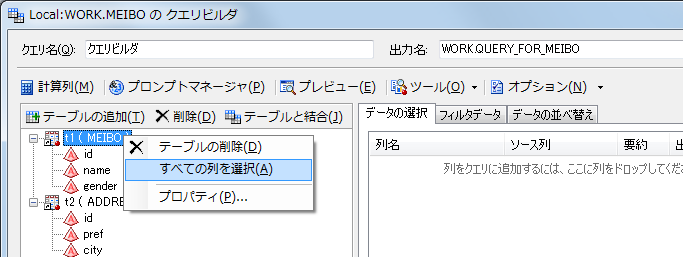 Local:WORK.MEIBO の クエリビルダ
クエリ名(Q): クエリビルダ 出力名: WORK.QUERY_FOR_MEIBO
計算列(M) プロンプトマネージャ(P) プレビュー(E) ツール(O) オプション(N)
テーブルの追加(T) 削除(D) テーブルと結合(J)
t1 ( MEIBO
id
name
gender
t2 ( ADDRE
id
pref
city
テーブルの削除(D)
すべての列を選択(A)
プロパティ(P)...
データの選択 フィルタデータ データの並べ替え
列名 ソース列 要約 出
列をクエリに追加するには、ここに列をドロップしてくだ